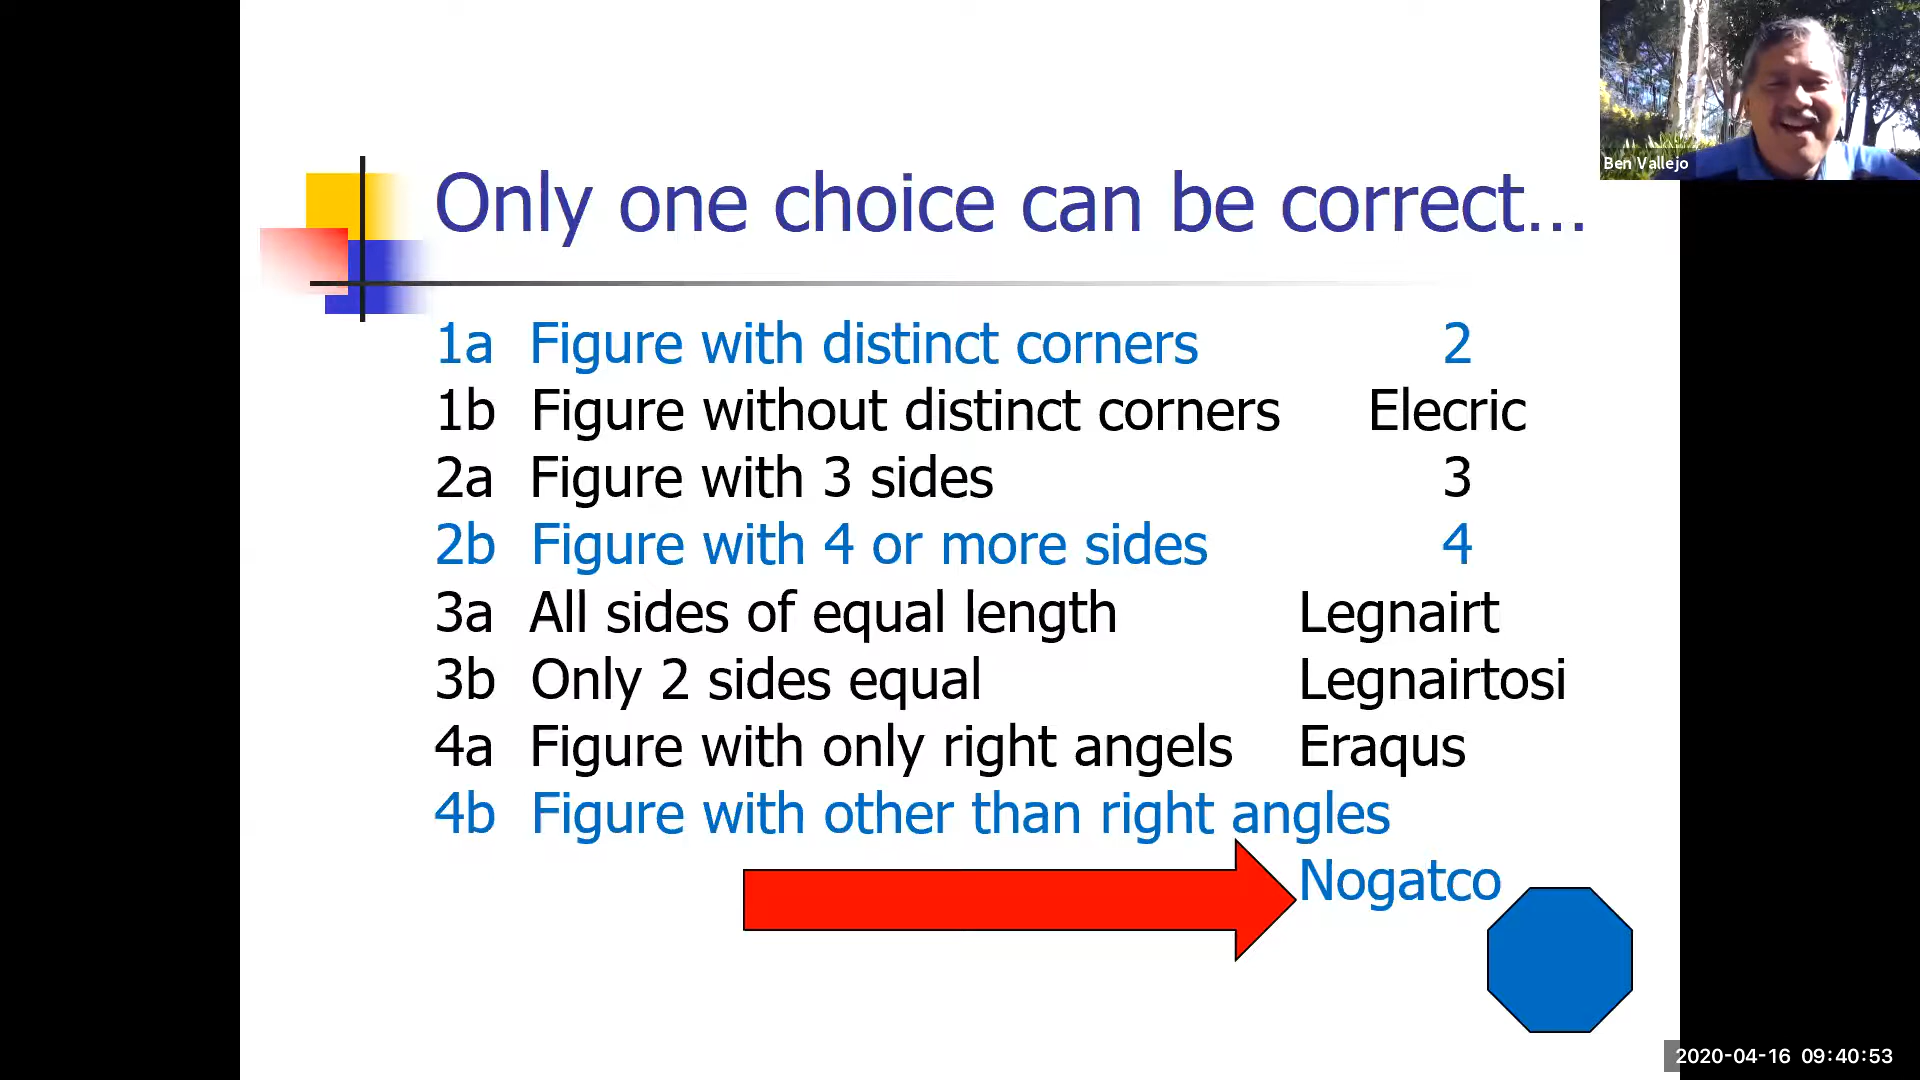 Ben Vallejo
Only one choice can be correct...
1a Figure with distinct corners 2
1b Figure without distinct corners Elecric
2a Figure with 3 sides 3
2b Figure with 4 or more sides 4
3a All sides of equal length Legnairt
3b Only 2 sides equal Legnairtosi
4a Figure with only right angels Eraqus
4b Figure with other than right angles
Nogatco
2020-04-16 09:40:53